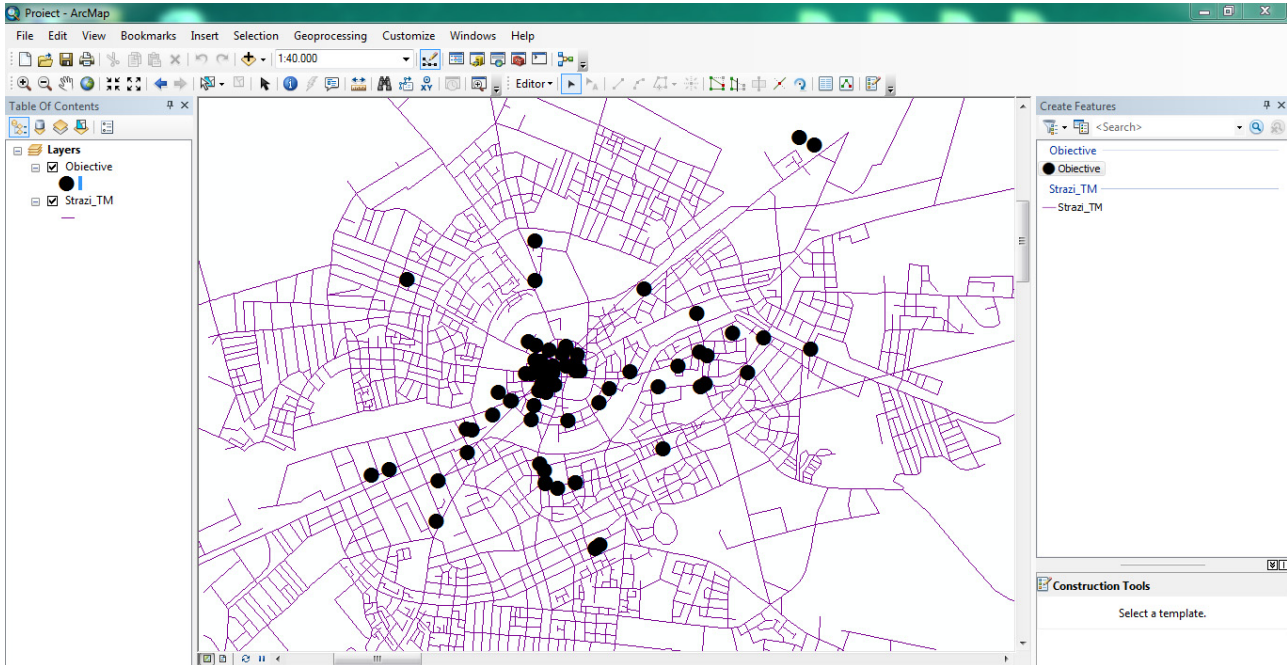 Project - ArcMap
File Edit View Bookmarks Insert Selection Geoprocessing Customize Windows Help
1:40.000
Editor
Table Of Contents
Layers
Obiective
Strazi_TM
Create Features
<Search>
Obiective
Obiective
Strazi_TM
Strazi_TM
Construction Tools
Select a template.